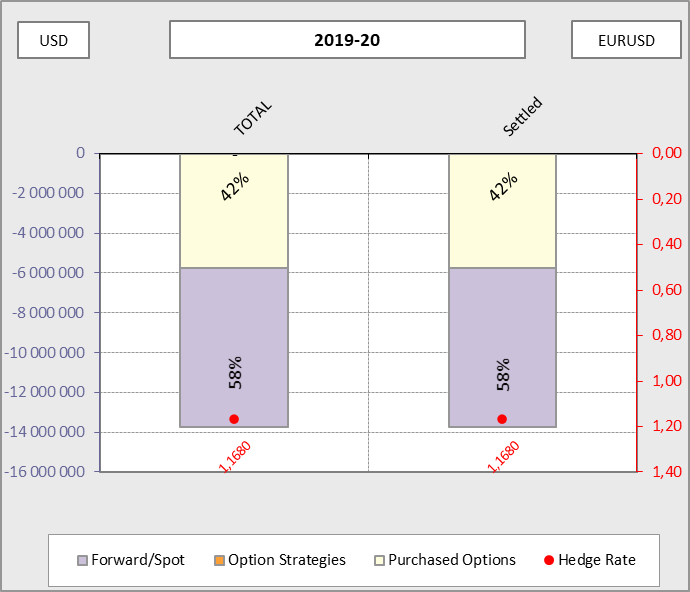 USD 2019-20 EURUSD
TOTAL Settled
0 0,00
-2 000 000 0,20
42% 42%
-4 000 000 0,40
-6 000 000 0,60
-8 000 000 0,80
-10 000 000 1,00
58% 58%
-12 000 000 1,20
-14 000 000
1,1680 1,1680
-16 000 000 1,40
Forward/Spot Option Strategies Purchased Options Hedge Rate